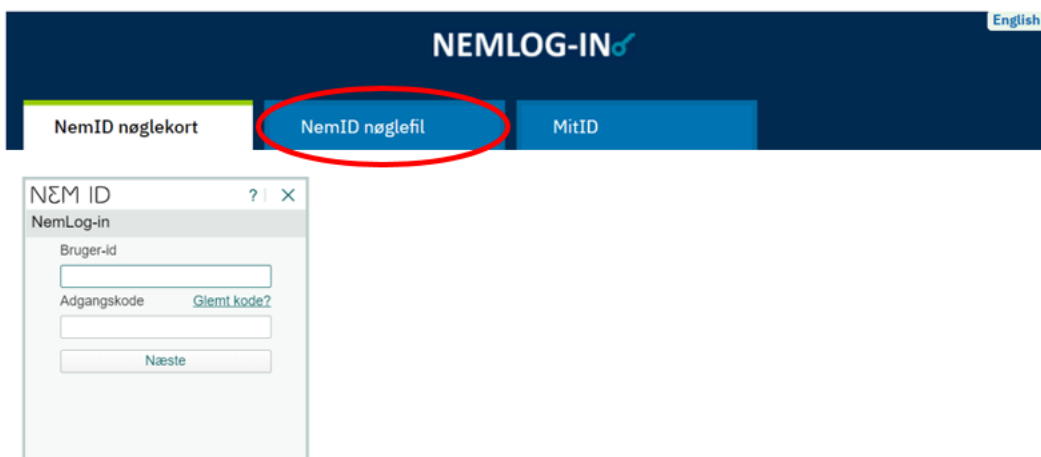 English
NEMLOG-IN
NemID nøglekort NemID nøglefil MitID
NEM ID ? X
NemLog-in
Bruger-id
Adgangskode Glemt kode?
Næste